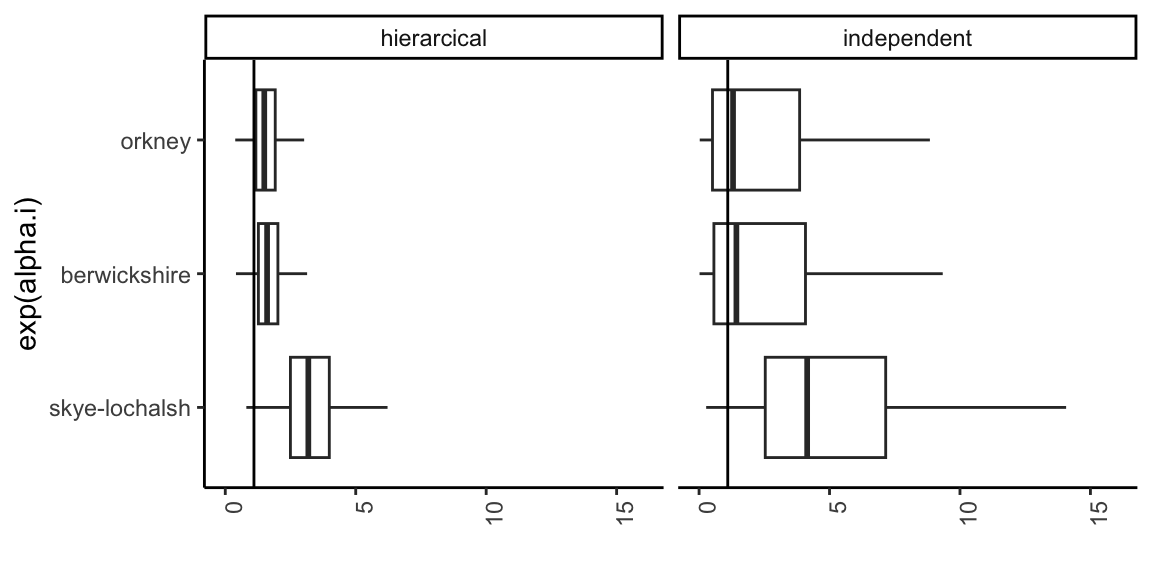 hierarcical
independent
exp(alpha.i)
orkney
berwickshire
skye-lochalsh
0 5 10 15
0 5 10 15